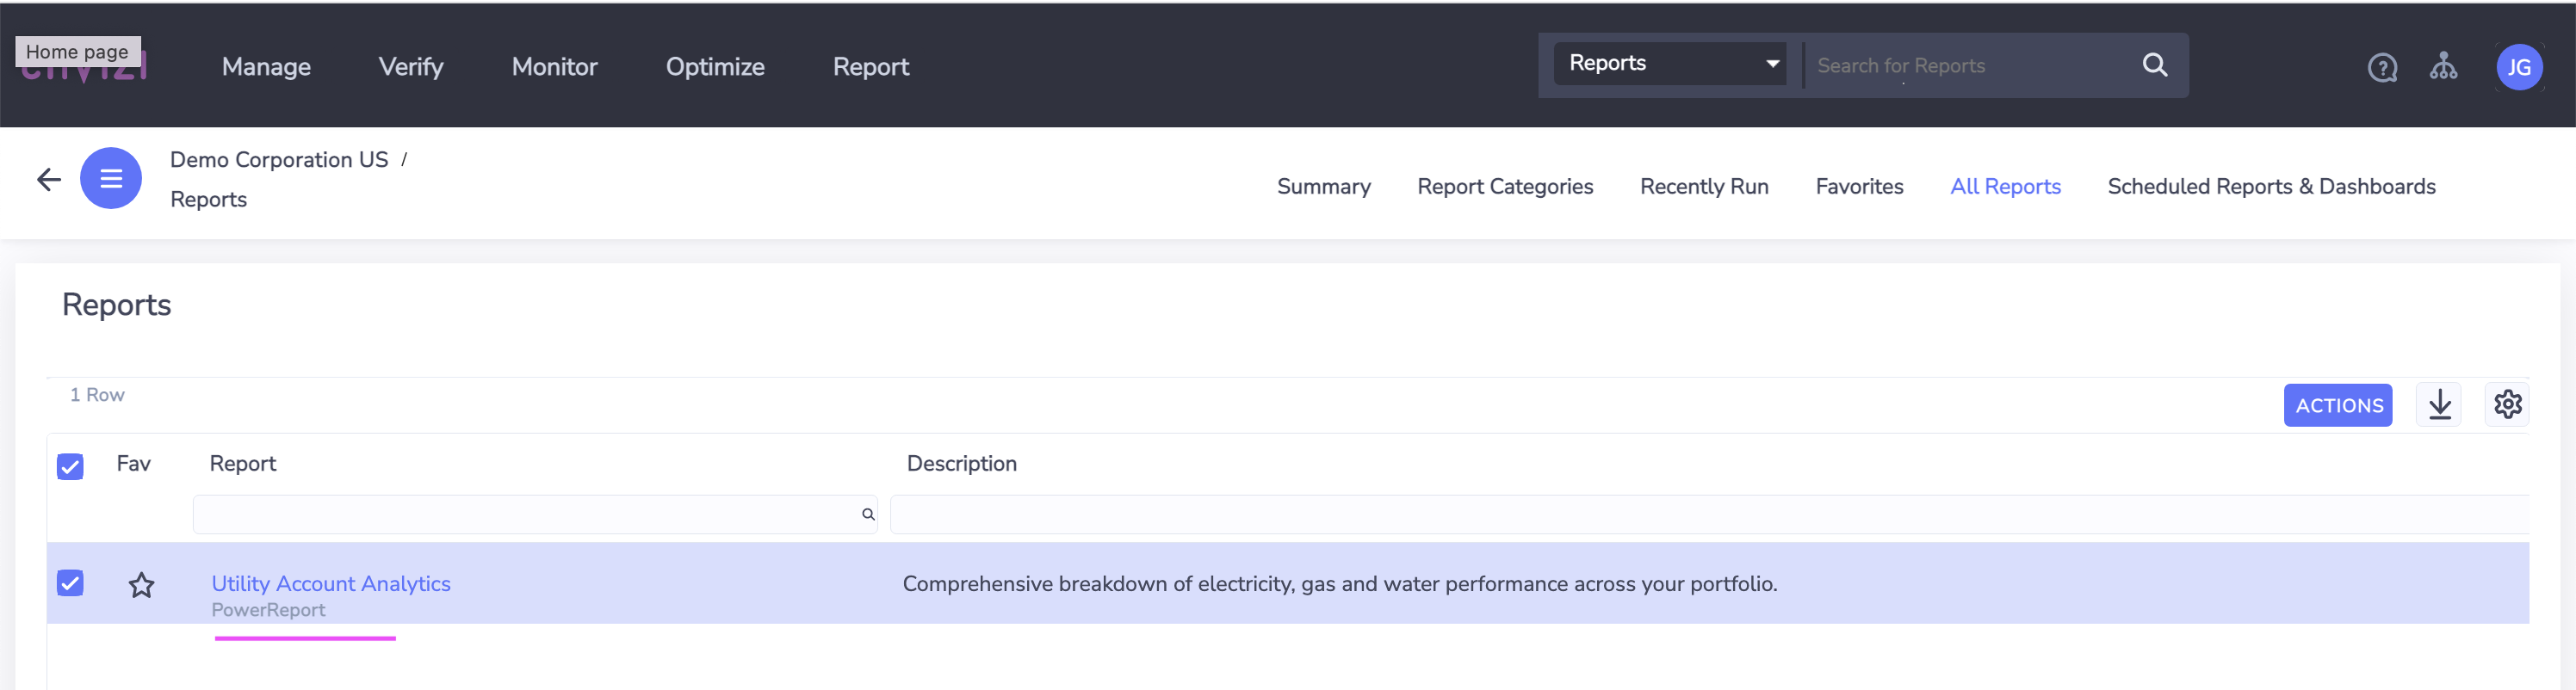 Home page
Manage
Verify
Monitor
Optimize
Report
Reports
Search for Reports
JG
Demo Corporation US /
Reports
Summary
Report Categories
Recently Run
Favorites
All Reports
Scheduled Reports & Dashboards
Reports
1 Row
ACTIONS
Fav
Report
Description
Utility Account Analytics
Comprehensive breakdown of electricity, gas and water performance across your portfolio.
PowerReport